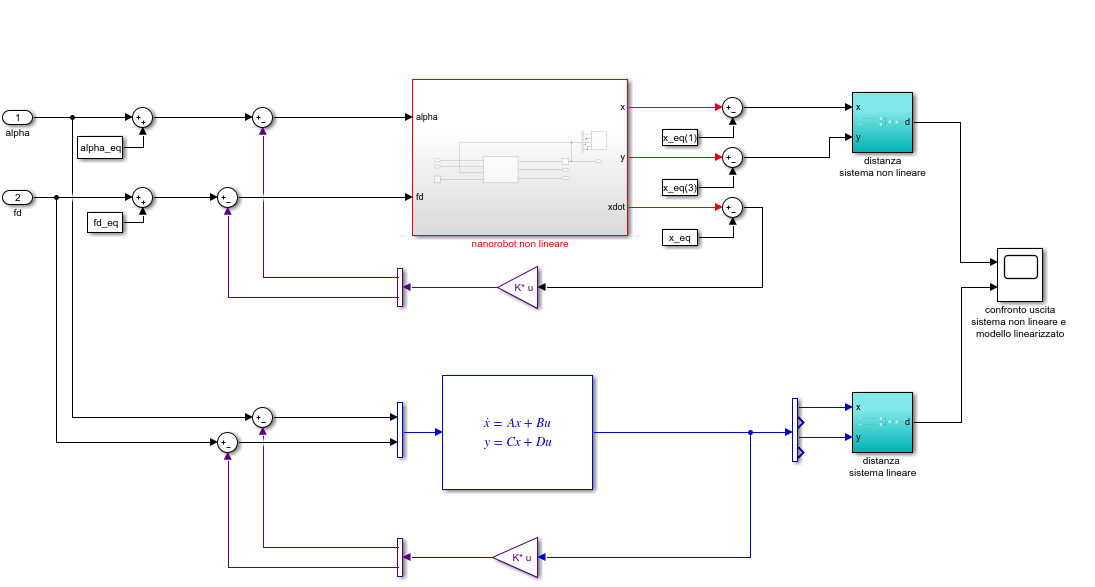 1
alpha
+
+
alpha_eq
+
−
2
fd
+
+
fd_eq
+
−
alpha
fd
x
y
xdot
nanorobot non lineare
+
−
x_eq(1)
+
−
x_eq(3)
+
−
x_eq
K* u
x
y
d
distanza
sistema non lineare
confronto uscita
sistema non lineare e
modello linearizzato
+
−
+
−
ẋ = Ax + Bu
y = Cx + Du
K* u
x
y
d
distanza
sistema lineare